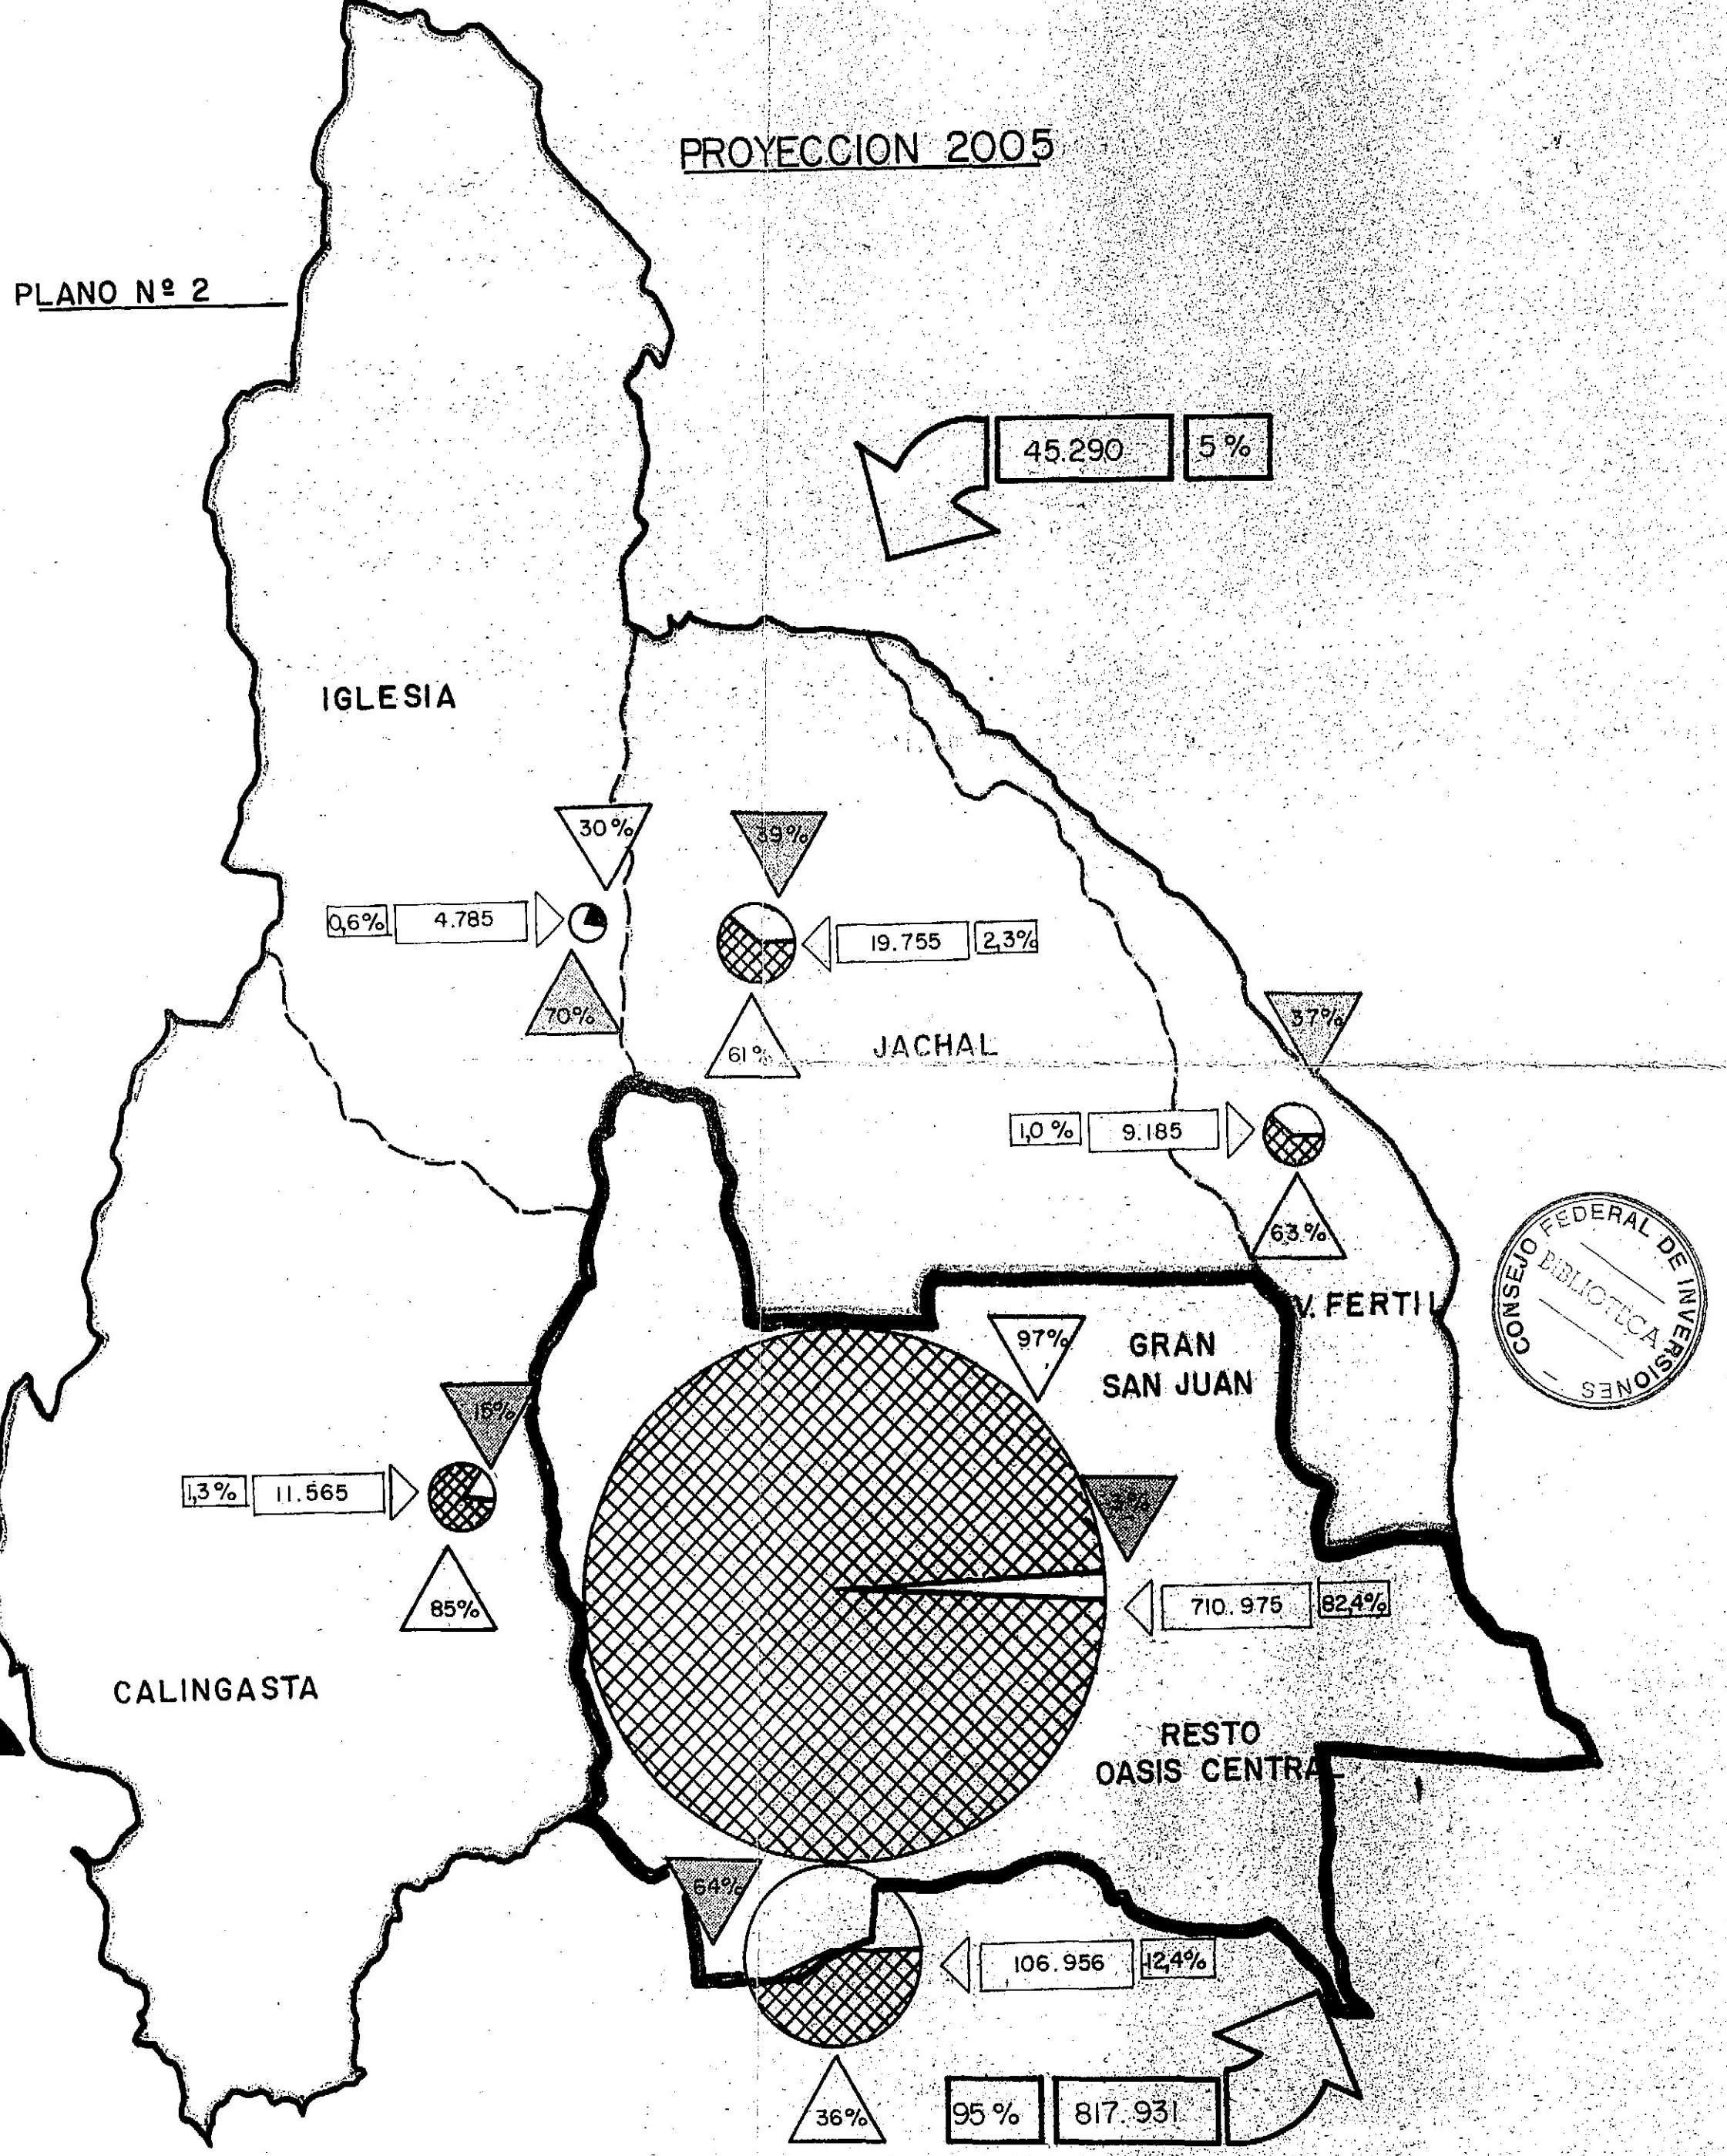 PROYECCION 2005
PLANO Nº 2
45.290 5%
IGLESIA
30%
39%
0,6% 4.785
19.755 2,3%
70%
61%
JACHAL
37%
1,0% 9.185
63%
V. FERTIL
CONSEJO FEDERAL DE INVERSIONES
BIBLIOTECA
97%
GRAN
SAN JUAN
15%
1,3% 11.565
3%
85%
710.975 82,4%
CALINGASTA
RESTO
OASIS CENTRAL
64%
106.956 12,4%
36%
95% 817.931